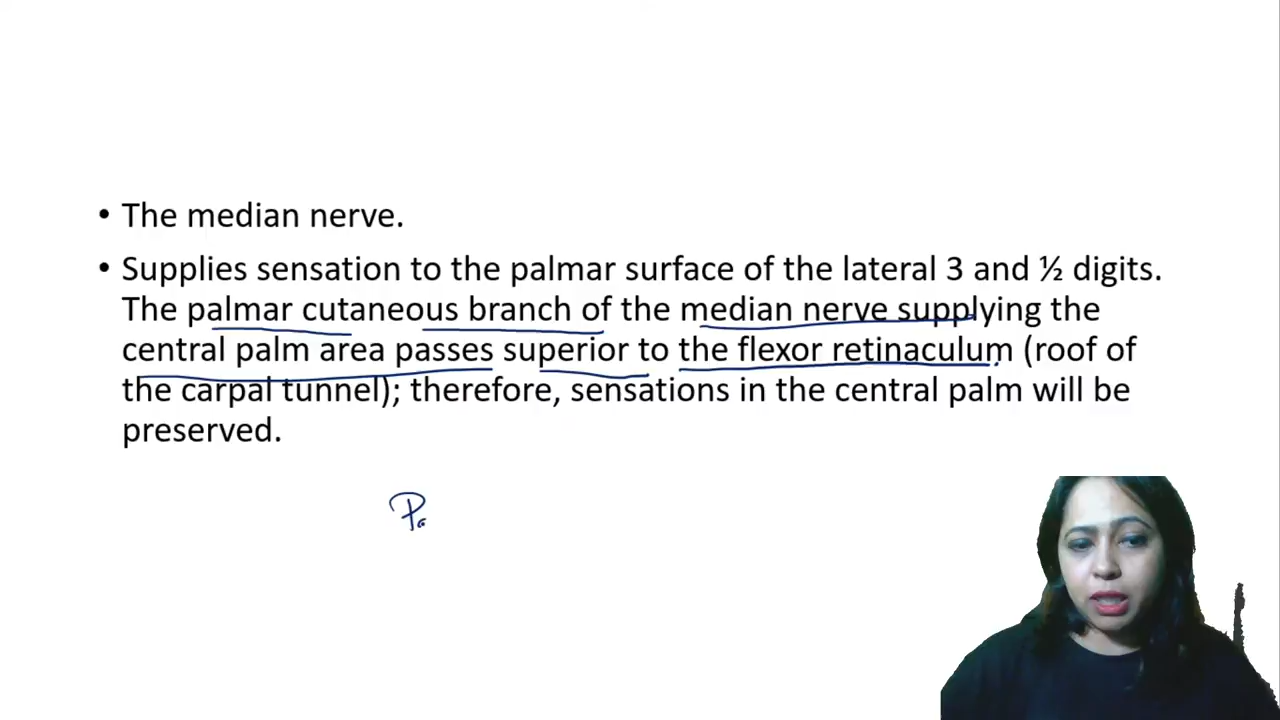 • The median nerve.
• Supplies sensation to the palmar surface of the lateral 3 and ½ digits.
The palmar cutaneous branch of the median nerve supplying the
central palm area passes superior to the flexor retinaculum (roof of
the carpal tunnel); therefore, sensations in the central palm will be
preserved.
Pa